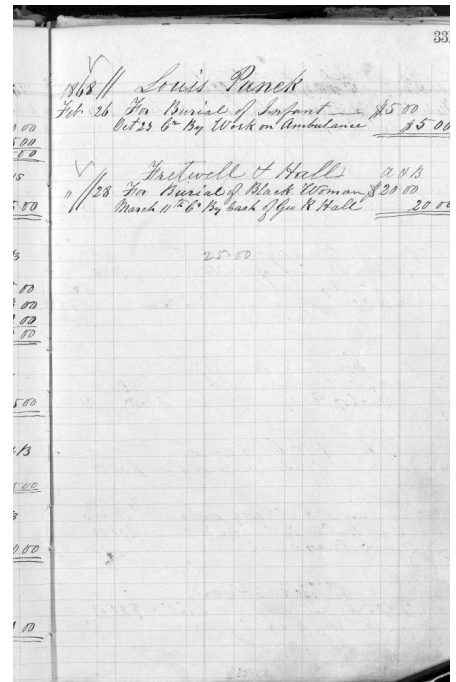 33
1868 // Louis Panek
Feb 26 For Burial of Infant $5 00
Oct 23 Cr By Work on Ambulance $5 00
Fretwell & Hall A & B
" // 28 For Burial of Black Woman $20 00
March 11th Cr By Cash of Geo R Hall 20 00
25.00